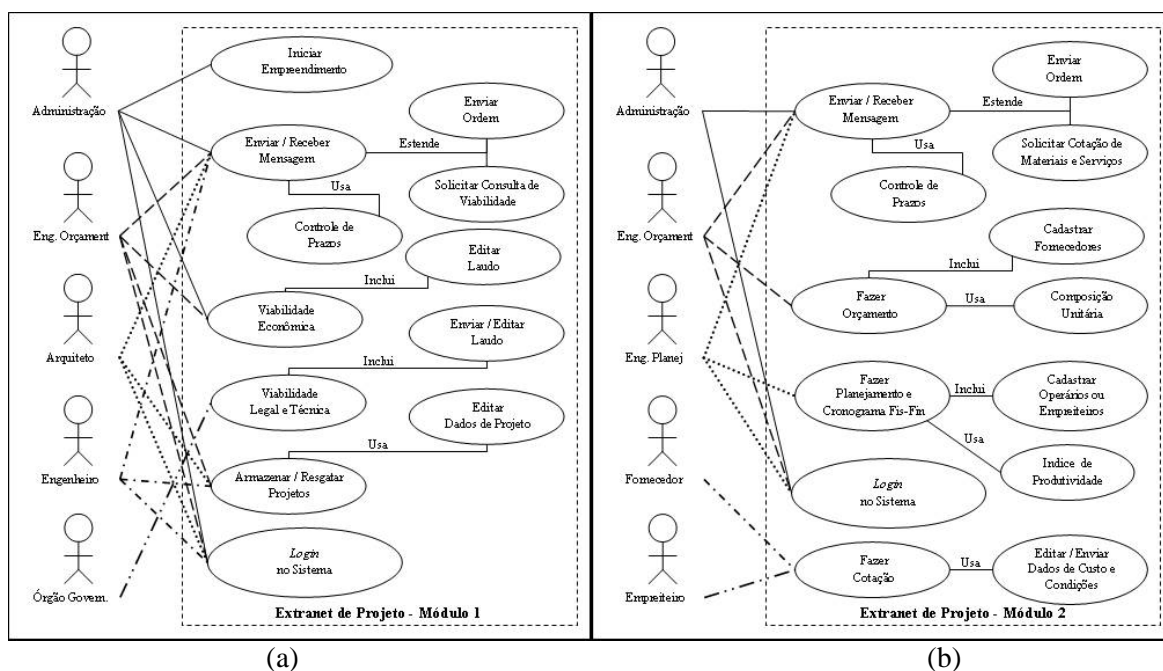 Administração
Eng. Orçament
Arquiteto
Engenheiro
Órgão Govern.
Iniciar
Empreendimento
Enviar
Ordem
Enviar / Receber
Mensagem
Estende
Solicitar Consulta de
Viabilidade
Usa
Controle de
Prazos
Editar
Laudo
Inclui
Viabilidade
Econômica
Enviar / Editar
Laudo
Inclui
Viabilidade
Legal e Técnica
Editar
Dados de Projeto
Usa
Armazenar / Resgatar
Projetos
Login
no Sistema
Extranet de Projeto - Módulo 1
(a)
Administração
Eng. Orçament
Eng. Planej
Fornecedor
Empreiteiro
Enviar
Ordem
Enviar / Receber
Mensagem
Estende
Solicitar Cotação de
Materiais e Serviços
Usa
Controle de
Prazos
Cadastrar
Fornecedores
Inclui
Fazer
Orçamento
Usa
Composição
Unitária
Fazer
Planejamento e
Cronograma Fis-Fin
Inclui
Cadastrar
Operários ou
Empreiteiros
Usa
Indice de
Produtividade
Login
no Sistema
Fazer
Cotação
Usa
Editar / Enviar
Dados de Custo e
Condições
Extranet de Projeto - Módulo 2
(b)